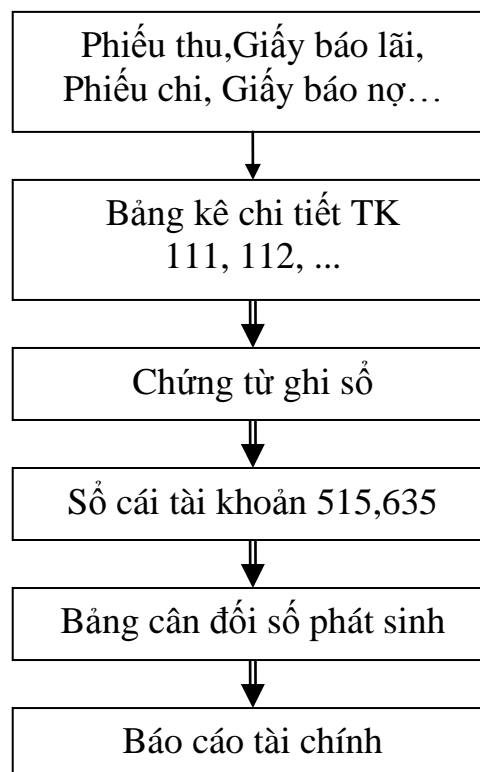 Phiếu thu,Giấy báo lãi,
Phiếu chi, Giấy báo nợ…
Bảng kê chi tiết TK
111, 112, ...
Chứng từ ghi sổ
Sổ cái tài khoản 515,635
Bảng cân đối số phát sinh
Báo cáo tài chính